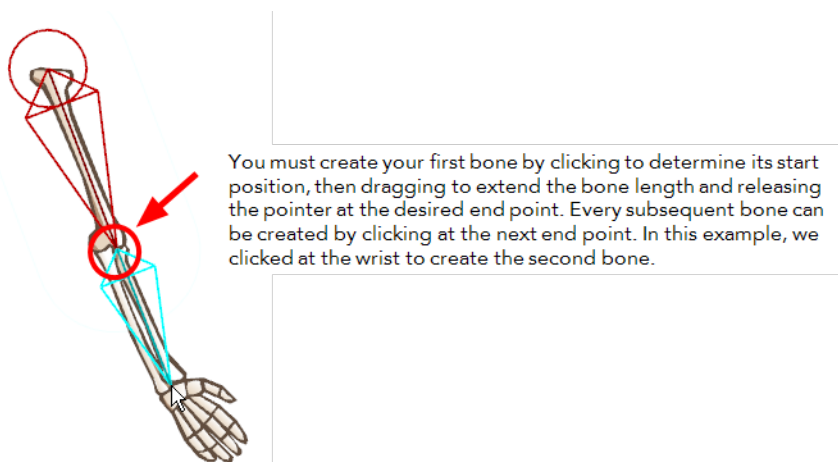 You must create your first bone by clicking to determine its start
position, then dragging to extend the bone length and releasing
the pointer at the desired end point. Every subsequent bone can
be created by clicking at the next end point. In this example, we
clicked at the wrist to create the second bone.